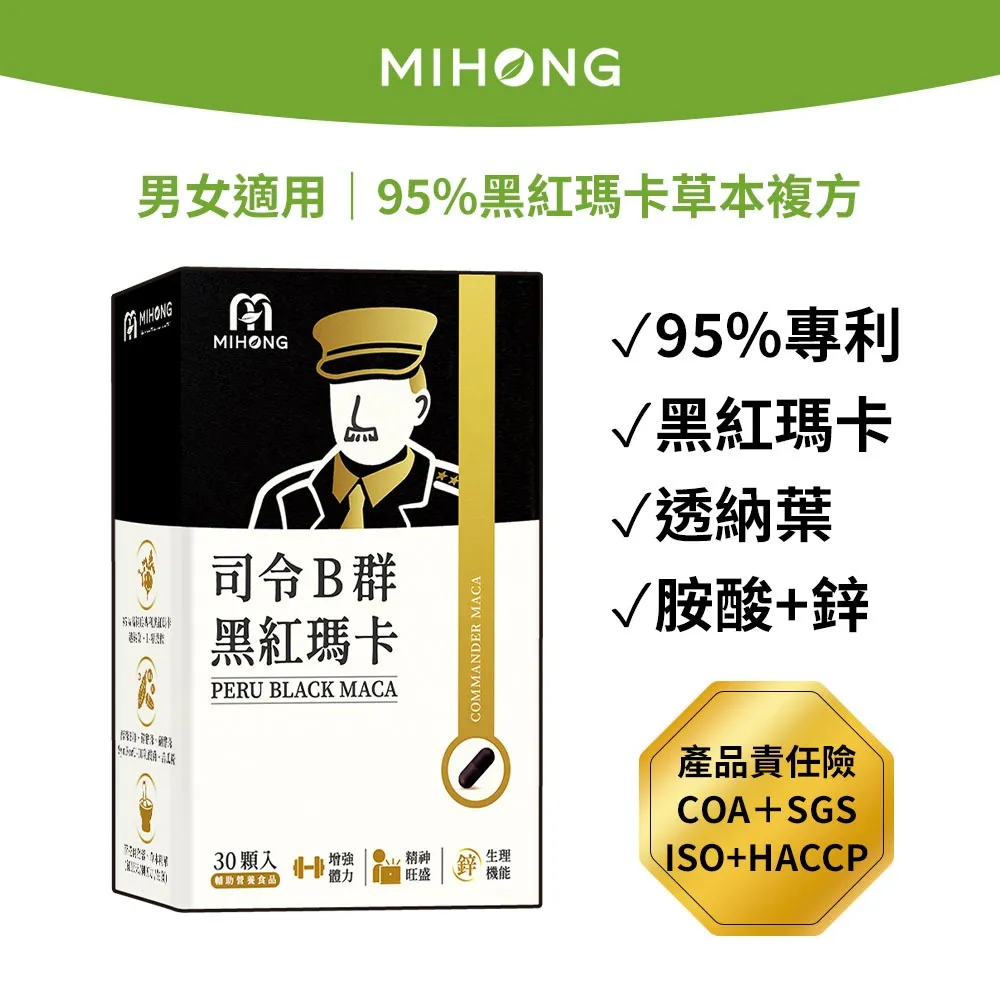 MIHONG
男女適用｜95%黑紅瑪卡草本複方
MIHONG
MIHONG
司令B群
黑紅瑪卡
PERU BLACK MACA
COMMANDER MACA
30顆入
輔助營養食品
增強
體力
精神
旺盛
鋅
生理
機能
✓95%專利
✓黑紅瑪卡
✓透納葉
✓胺酸+鋅
產品責任險
COA＋SGS
ISO+HACCP